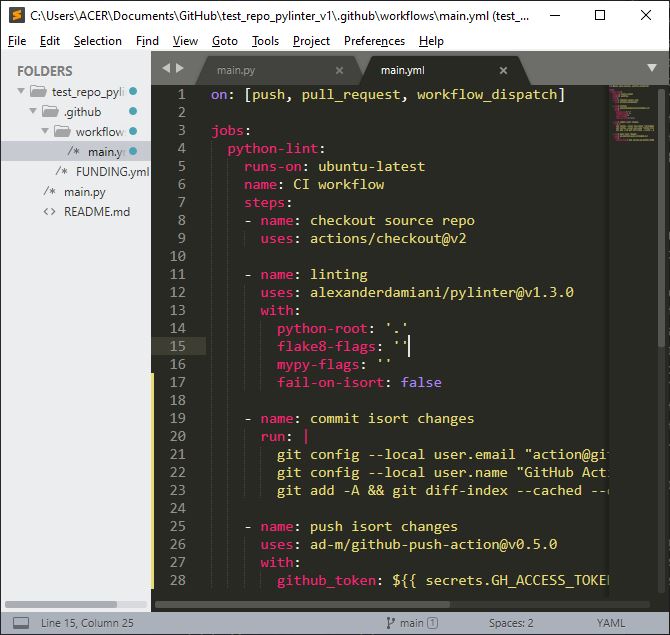 C:\Users\ACER\Documents\GitHub\test_repo_pylinter_v1\.github\workflows\main.yml (test_...
File Edit Selection Find View Goto Tools Project Preferences Help
FOLDERS
test_repo_pyli
.github
workflow
/* main.y
/* FUNDING.yml
/* main.py
<> README.md
main.py ×
main.yml ×
1 on: [push, pull_request, workflow_dispatch]
2
3 jobs:
4 python-lint:
5 runs-on: ubuntu-latest
6 name: CI workflow
7 steps:
8 - name: checkout source repo
9 uses: actions/checkout@v2
10
11 - name: linting
12 uses: alexanderdamiani/pylinter@v1.3.0
13 with:
14 python-root: '.'
15 flake8-flags: ''
16 mypy-flags: ''
17 fail-on-isort: false
18
19 - name: commit isort changes
20 run: |
21 git config --local user.email "action@git
22 git config --local user.name "GitHub Acti
23 git add -A && git diff-index --cached --
24
25 - name: push isort changes
26 uses: ad-m/github-push-action@v0.5.0
27 with:
28 github_token: ${{ secrets.GH_ACCESS_TOKEN
Line 15, Column 25
main 1
Spaces: 2
YAML